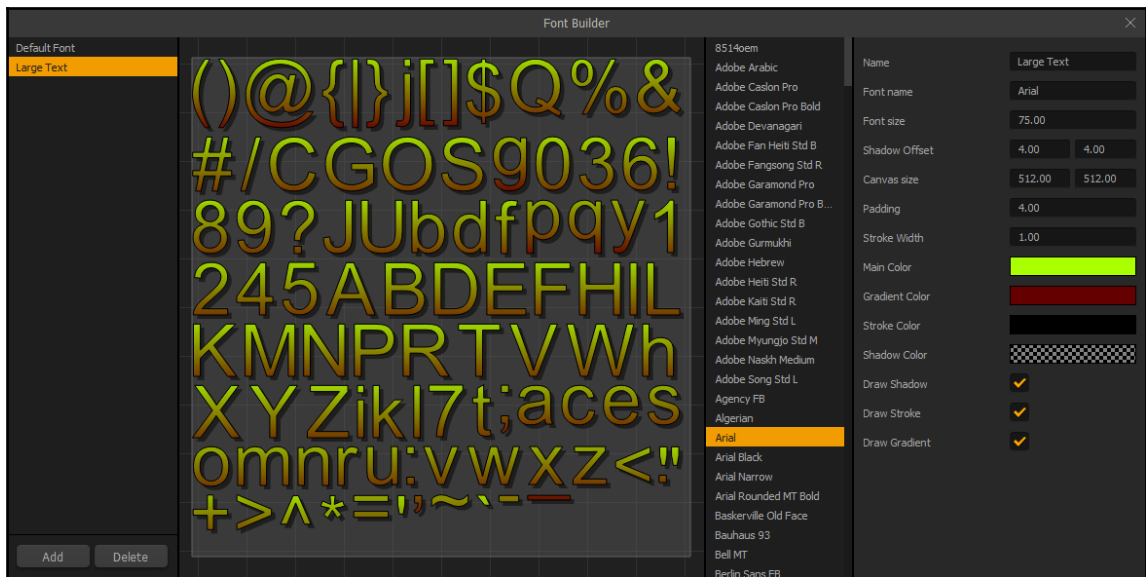 Font Builder
Default Font
Large Text
Add
Delete
()@{|}j[]$Q%&
#/CGOSg036!
89?JUbdfpqy1
245ABDEFHIL
KMNPRTVWh
XYZikl7t;aces
omnru:vwxz<."
+>^*=',~`-_
8514oem
Adobe Arabic
Adobe Caslon Pro
Adobe Caslon Pro Bold
Adobe Devanagari
Adobe Fan Heiti Std B
Adobe Fangsong Std R
Adobe Garamond Pro
Adobe Garamond Pro B...
Adobe Gothic Std B
Adobe Gurmukhi
Adobe Hebrew
Adobe Heiti Std R
Adobe Kaiti Std R
Adobe Ming Std L
Adobe Myungjo Std M
Adobe Naskh Medium
Adobe Song Std L
Agency FB
Algerian
Arial
Arial Black
Arial Narrow
Arial Rounded MT Bold
Baskerville Old Face
Bauhaus 93
Bell MT
Berlin Sans FB
Name Large Text
Font name Arial
Font size 75.00
Shadow Offset 4.00 4.00
Canvas size 512.00 512.00
Padding 4.00
Stroke Width 1.00
Main Color
Gradient Color
Stroke Color
Shadow Color
Draw Shadow
Draw Stroke
Draw Gradient